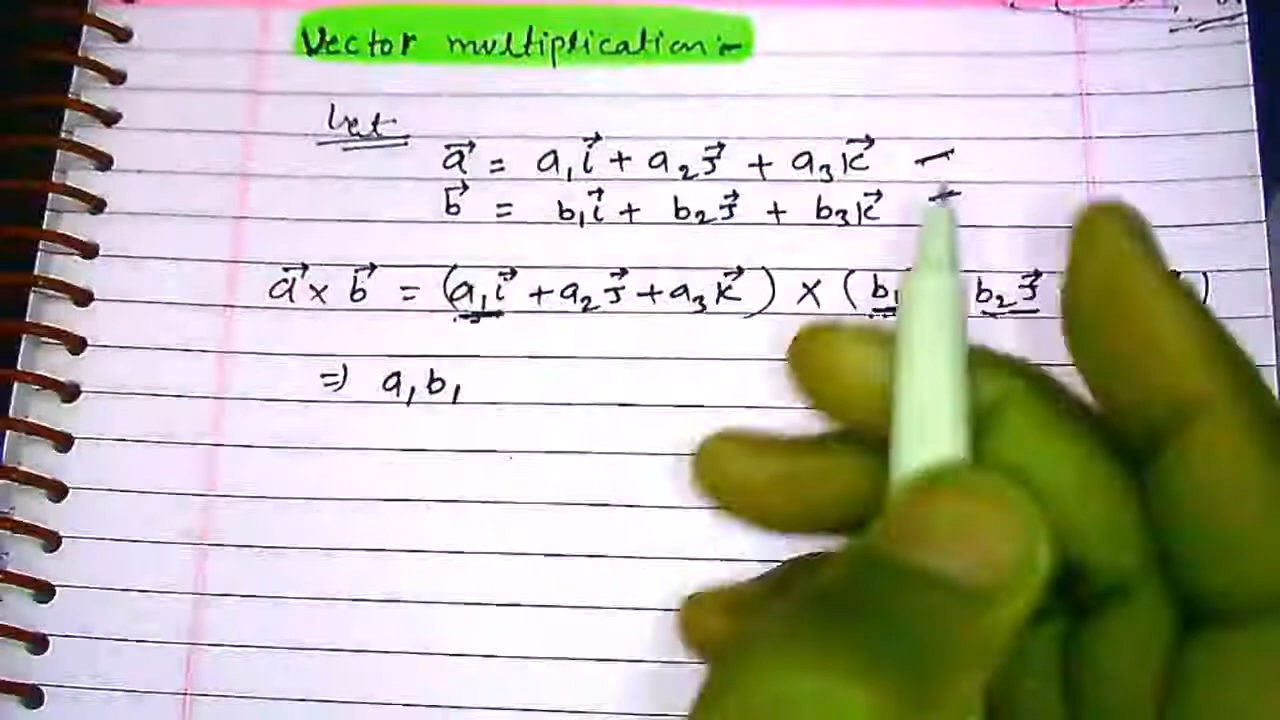 Vector multiplication:-
Let
a⃗ = a₁i⃗ + a₂j⃗ + a₃k⃗ —
b⃗ = b₁i⃗ + b₂j⃗ + b₃k⃗ —
a⃗ × b⃗ = (a₁i⃗ + a₂j⃗ + a₃k⃗) × (b₁ b₂j⃗ )
⇒ a₁b₁